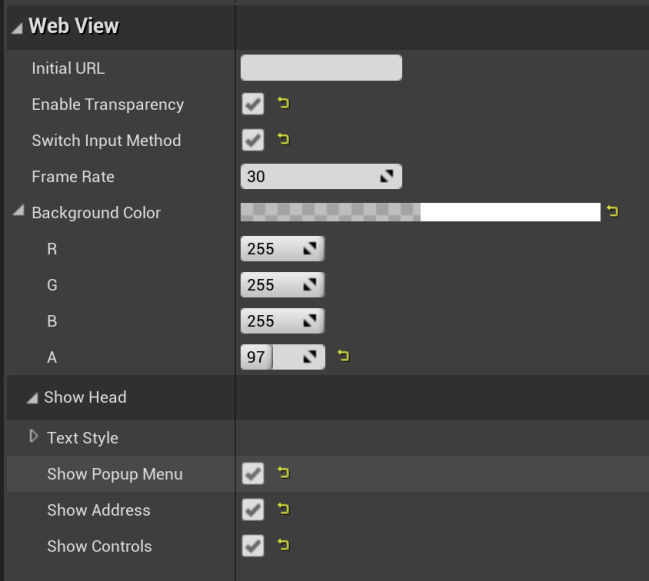 Web View
Initial URL
Enable Transparency
Switch Input Method
Frame Rate 30
Background Color
R 255
G 255
B 255
A 97
Show Head
Text Style
Show Popup Menu
Show Address
Show Controls